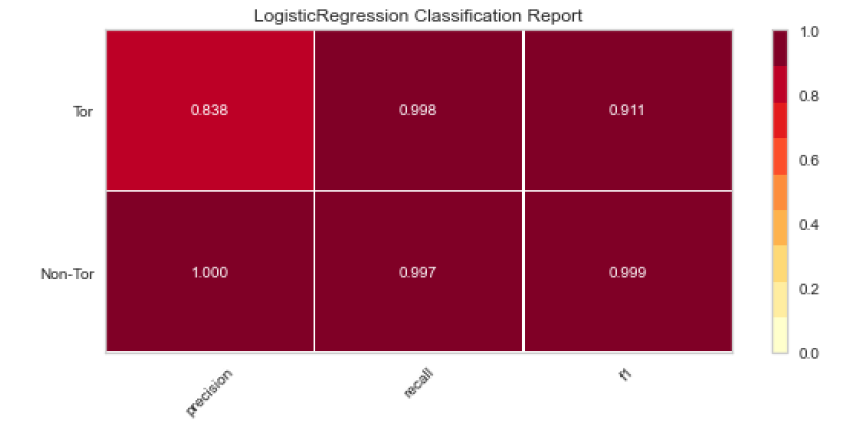 LogisticRegression Classification Report
1.0
Tor 0.838 0.998 0.911
0.8
0.6
0.4
Non-Tor 1.000 0.997 0.999
0.2
0.0
precision recall f1